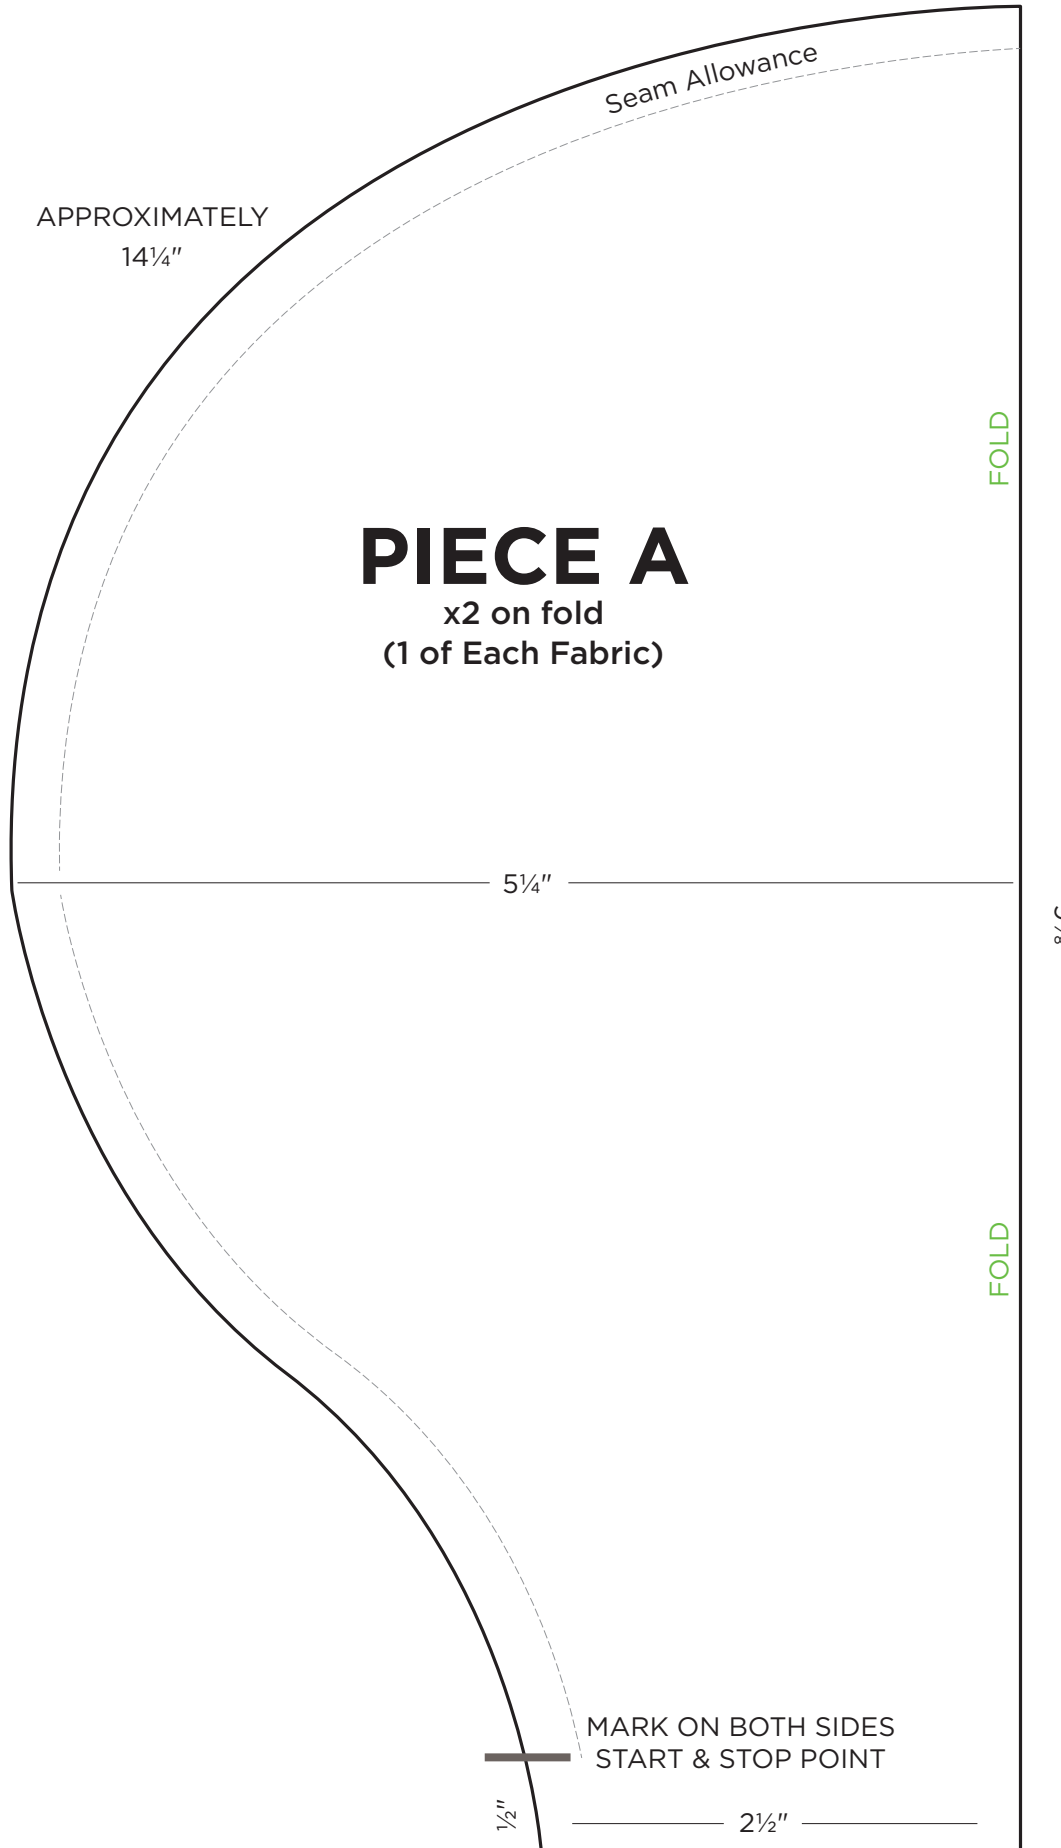 Seam Allowance
APPROXIMATELY
14¼"
FOLD
PIECE A
x2 on fold
(1 of Each Fabric)
5¼"
FOLD
MARK ON BOTH SIDES
START & STOP POINT
½"
2½"